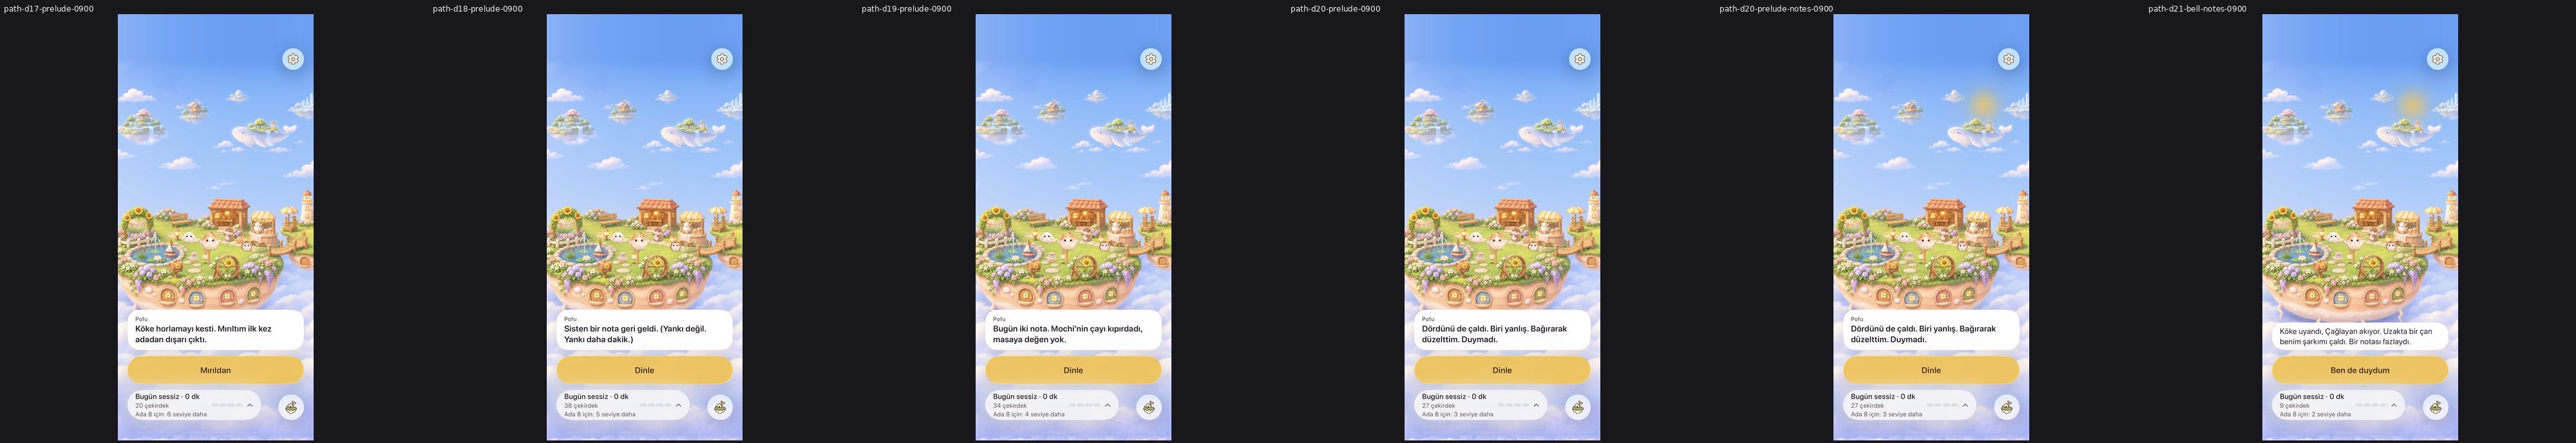 path-d17-prelude-0900
Pofu
Köke horlamayı kesti. Mırıltım ilk kez
adadan dışarı çıktı.
Mırıldan
Bugün sessiz · 0 dk
20 çekirdek
Ada 8 için: 6 seviye daha
path-d18-prelude-0900
Pofu
Sisten bir nota geri geldi. (Yankı değil.
Yankı daha dakik.)
Dinle
Bugün sessiz · 0 dk
38 çekirdek
Ada 8 için: 5 seviye daha
path-d19-prelude-0900
Pofu
Bugün iki nota. Mochi'nin çayı kıpırdadı,
masaya değen yok.
Dinle
Bugün sessiz · 0 dk
34 çekirdek
Ada 8 için: 4 seviye daha
path-d20-prelude-0900
Pofu
Dördünü de çaldı. Biri yanlış. Bağırarak
düzelttim. Duymadı.
Dinle
Bugün sessiz · 0 dk
27 çekirdek
Ada 8 için: 3 seviye daha
path-d20-prelude-notes-0900
Pofu
Dördünü de çaldı. Biri yanlış. Bağırarak
düzelttim. Duymadı.
Dinle
Bugün sessiz · 0 dk
27 çekirdek
Ada 8 için: 3 seviye daha
path-d21-bell-notes-0900
Köke uyandı, Çağlayan akıyor. Uzakta bir çan
benim şarkımı çaldı. Bir notası fazlaydı.
Ben de duydum
Bugün sessiz · 0 dk
9 çekirdek
Ada 8 için: 2 seviye daha